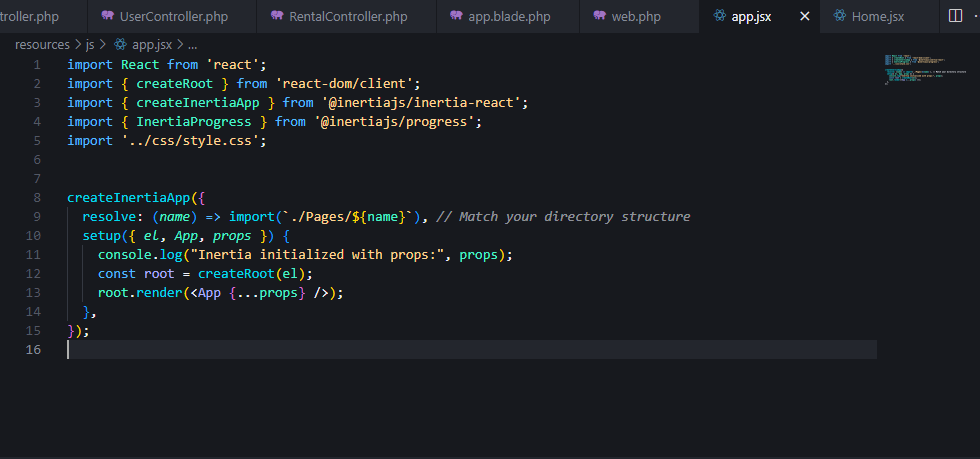 troller.php UserController.php RentalController.php app.blade.php web.php app.jsx Home.jsx
resources > js > app.jsx > ...
1 import React from 'react';
2 import { createRoot } from 'react-dom/client';
3 import { createInertiaApp } from '@inertiajs/inertia-react';
4 import { InertiaProgress } from '@inertiajs/progress';
5 import '../css/style.css';
6
7
8 createInertiaApp({
9 resolve: (name) => import(`./Pages/${name}`), // Match your directory structure
10 setup({ el, App, props }) {
11 console.log("Inertia initialized with props:", props);
12 const root = createRoot(el);
13 root.render(<App {...props} />);
14 },
15 });
16